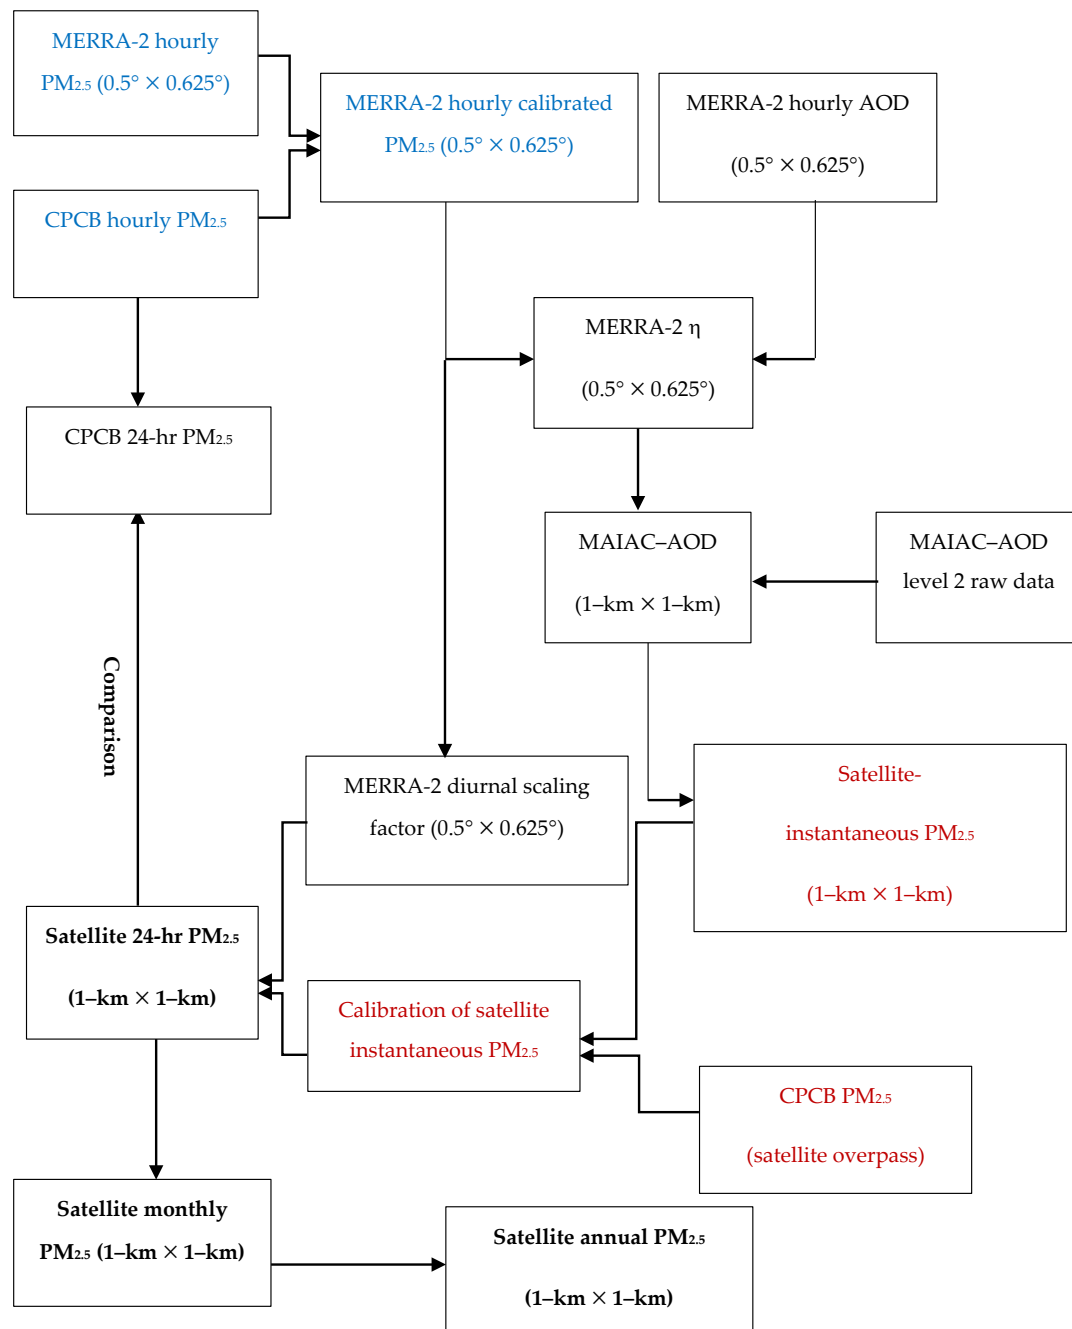 MERRA-2 hourly
PM2.5 (0.5° × 0.625°)
MERRA-2 hourly calibrated
PM2.5 (0.5° × 0.625°)
MERRA-2 hourly AOD
(0.5° × 0.625°)
CPCB hourly PM2.5
MERRA-2 η
(0.5° × 0.625°)
CPCB 24-hr PM2.5
MAIAC–AOD
(1–km × 1–km)
MAIAC–AOD
level 2 raw data
Comparison
MERRA-2 diurnal scaling
factor (0.5° × 0.625°)
Satellite-
instantaneous PM2.5
(1–km × 1–km)
Satellite 24-hr PM2.5
(1–km × 1–km)
Calibration of satellite
instantaneous PM2.5
CPCB PM2.5
(satellite overpass)
Satellite monthly
PM2.5 (1–km × 1–km)
Satellite annual PM2.5
(1–km × 1–km)